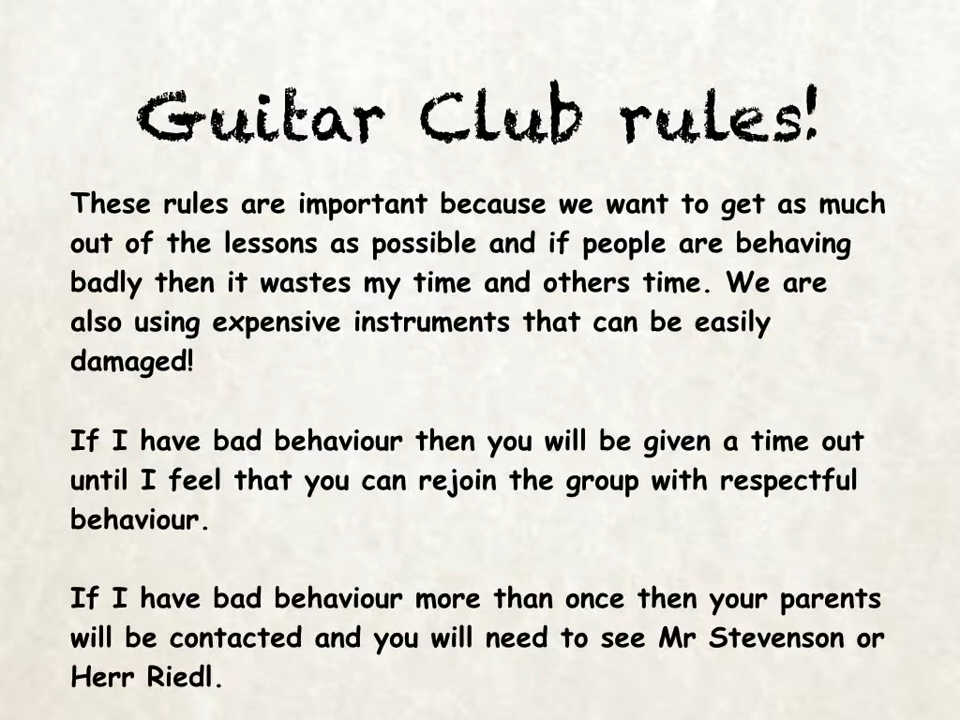 Guitar Club rules!
These rules are important because we want to get as much
out of the lessons as possible and if people are behaving
badly then it wastes my time and others time. We are
also using expensive instruments that can be easily
damaged!
If I have bad behaviour then you will be given a time out
until I feel that you can rejoin the group with respectful
behaviour.
If I have bad behaviour more than once then your parents
will be contacted and you will need to see Mr Stevenson or
Herr Riedl.